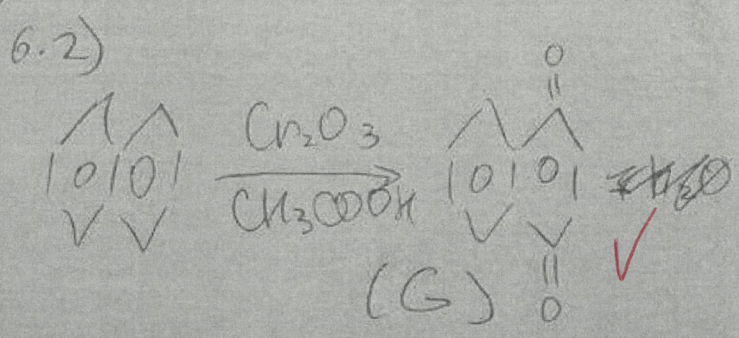 6.2)
O
Cr₂O₃
CH₃COOH
(G)
O